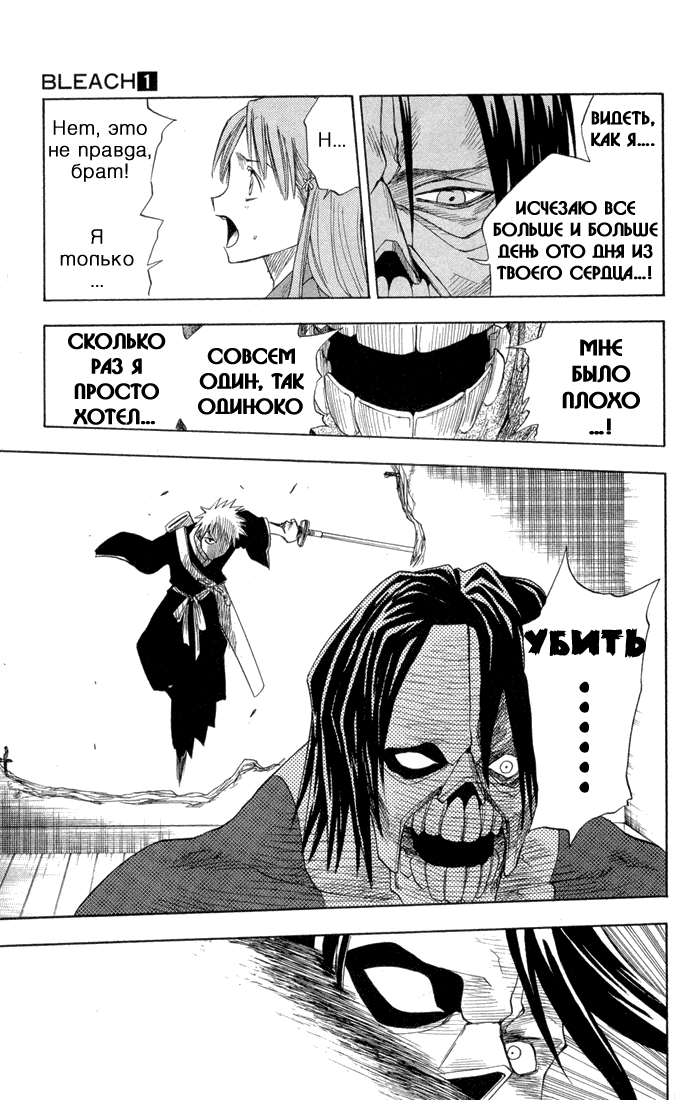 BLEACH 1
ВИДЕТЬ,
КАК Я....
ИСЧЕЗАЮ ВСЕ
БОЛЬШЕ И БОЛЬШЕ
ДЕНЬ ОТО ДНЯ ИЗ
ТВОЕГО СЕРДЦА...!
Н...
Нет, это
не правда,
брат!
Я
только
...
МНЕ
БЫЛО
ПЛОХО
...!
СОВСЕМ
ОДИН, ТАК
ОДИНОКО
СКОЛЬКО
РАЗ Я
ПРОСТО
ХОТЕЛ...
УБИТЬ
......